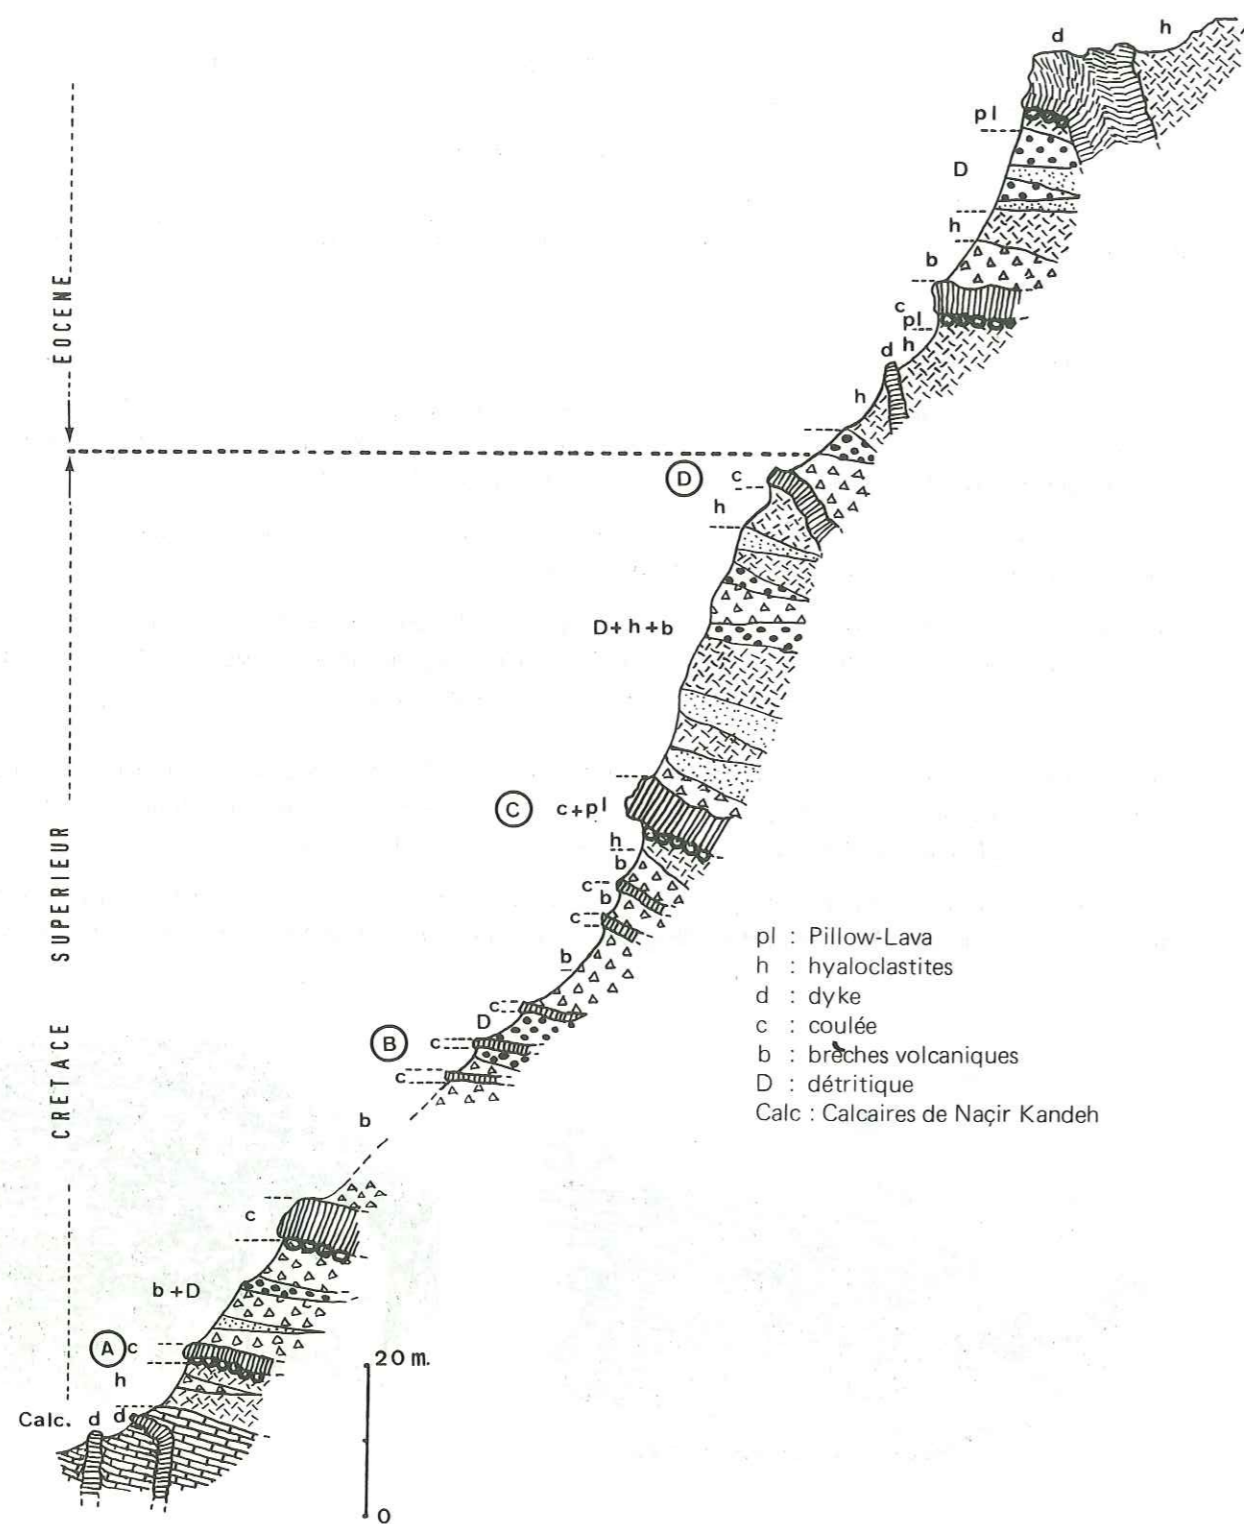 d h
pl
D
h
b
c
pl
d h
h
EOCENE
D c
h
D+h+b
C c+pl
h
b
c
b
c
b
c
D
B c
c
b
CRETACE SUPERIEUR
c
b+D
A c
h
Calc. d d
20 m.
0
pl : Pillow-Lava
h : hyaloclastites
d : dyke
c : coulée
b : brèches volcaniques
D : détritique
Calc : Calcaires de Naçir Kandeh